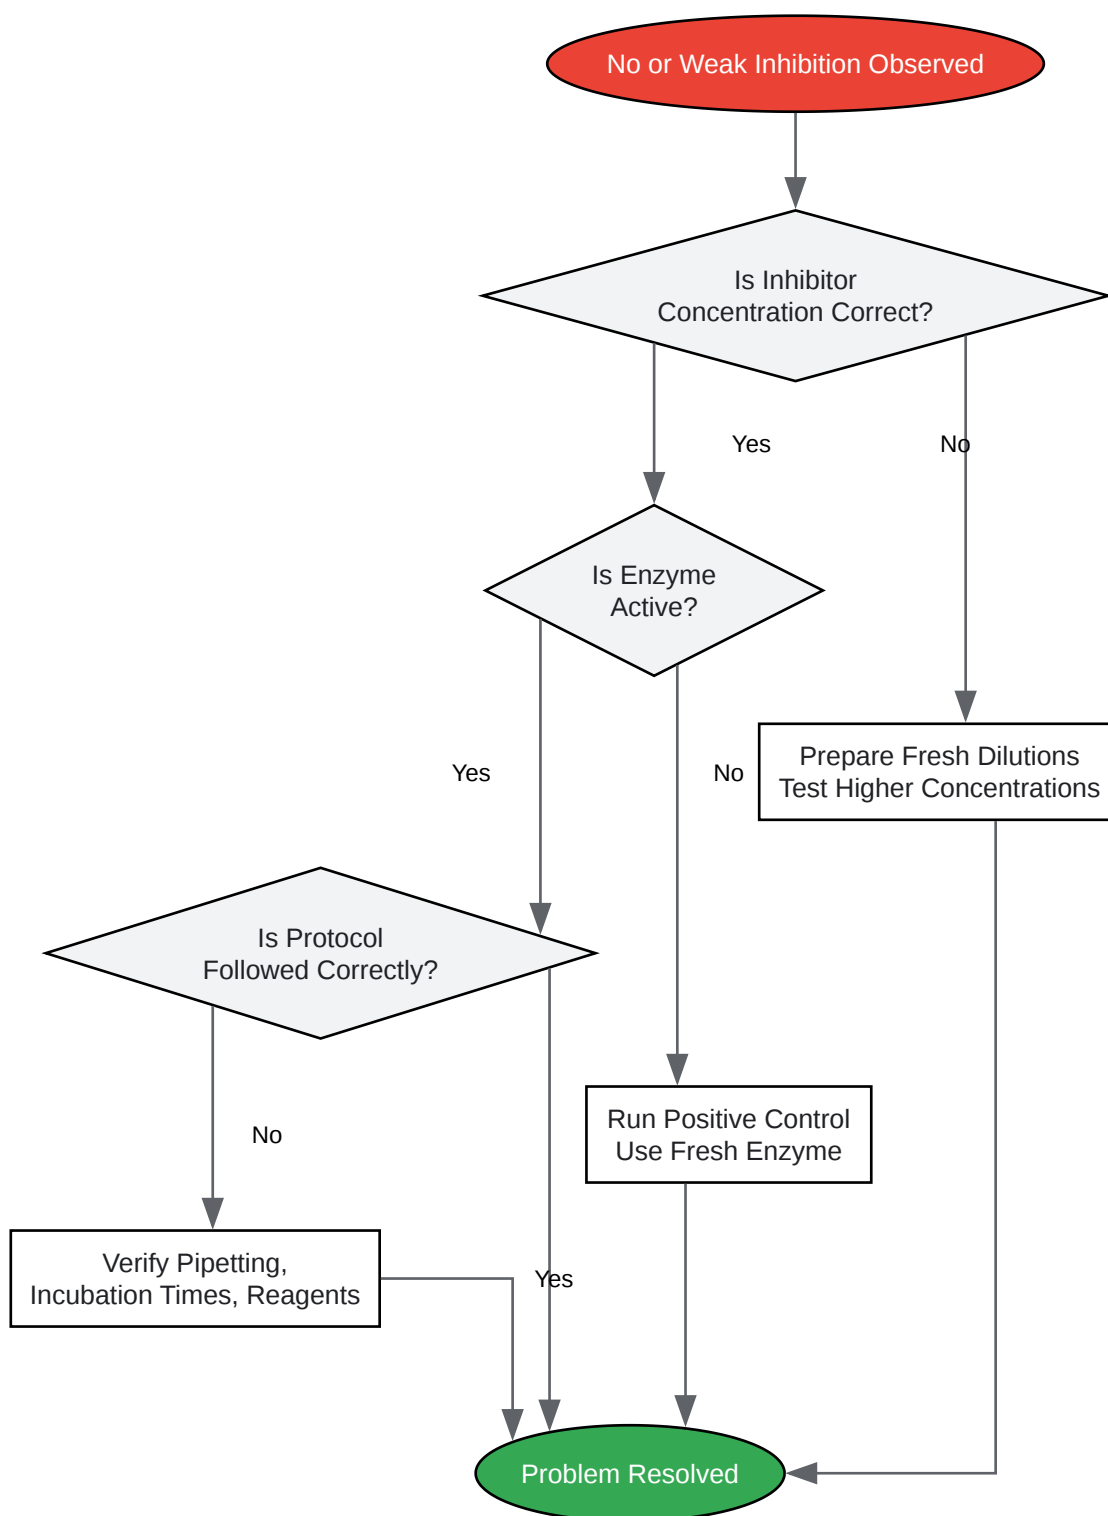 No or Weak Inhibition Observed
Is Inhibitor
Concentration Correct?
Yes
No
Is Enzyme
Active?
Yes
No
Prepare Fresh Dilutions
Test Higher Concentrations
Is Protocol
Followed Correctly?
No
Run Positive Control
Use Fresh Enzyme
Verify Pipetting,
Incubation Times, Reagents
Yes
Problem Resolved